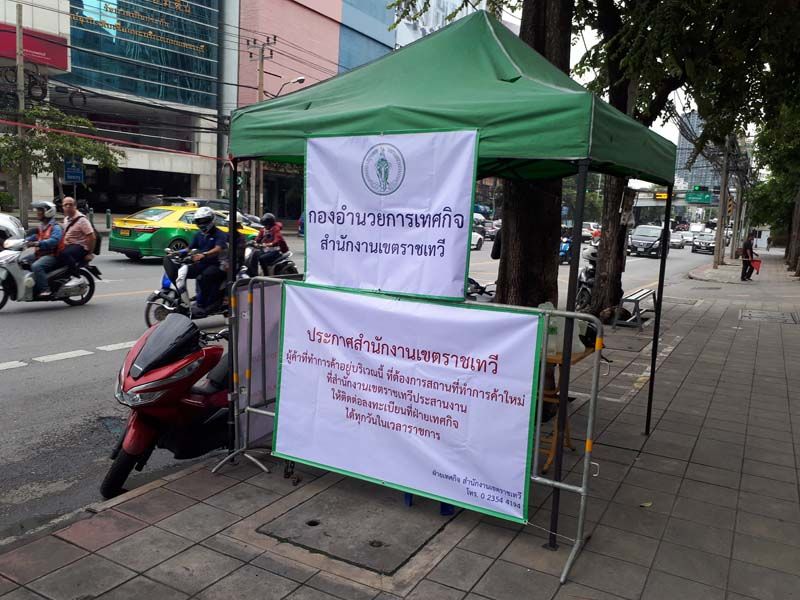 กองอำนวยการเทศกิจ
สำนักงานเขตราชเทวี
ประกาศสำนักงานเขตราชเทวี
ผู้ค้าที่ทำการค้าอยู่บริเวณนี้ ที่ต้องการสถานที่ทำการค้าใหม่
ที่สำนักงานเขตราชเทวีประสานงาน
ให้ติดต่อลงทะเบียนที่ฝ่ายเทศกิจ
ได้ทุกวันในเวลาราชการ
ฝ่ายเทศกิจ สำนักงานเขตราชเทวี
โทร. 0 2354 4194